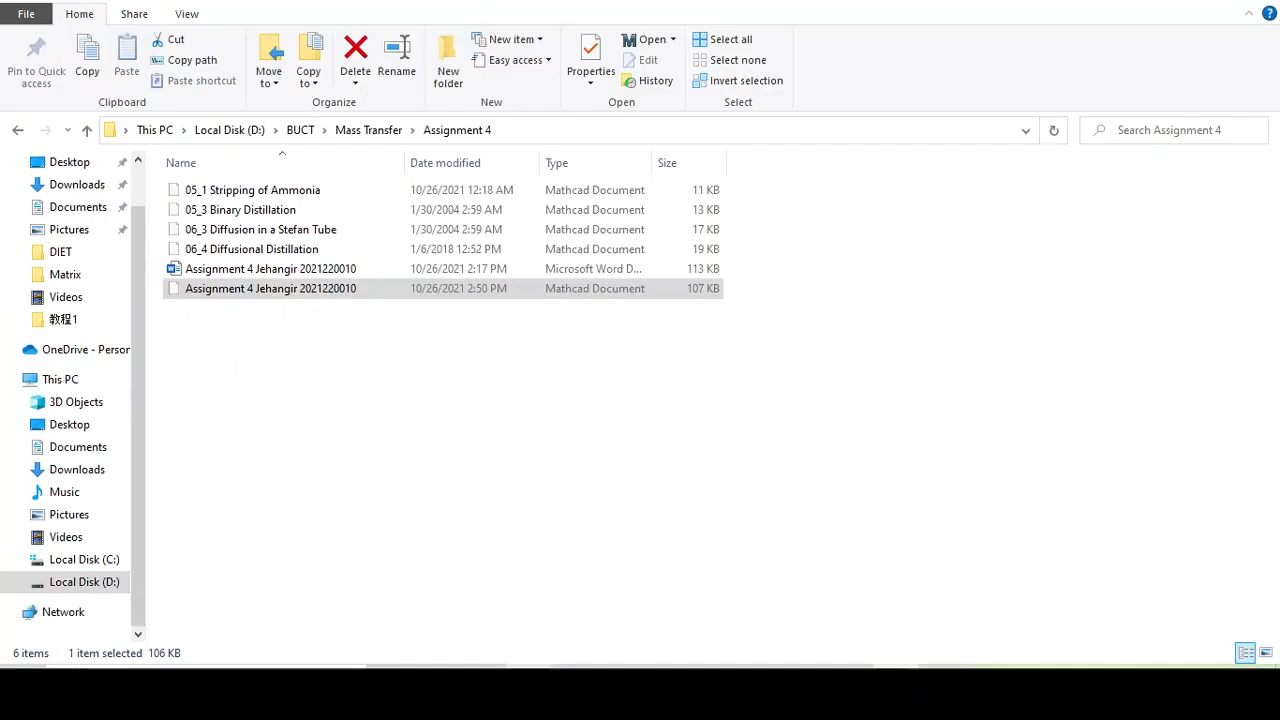 File Home Share View
Pin to Quick access
Copy
Paste
Cut
Copy path
Paste shortcut
Clipboard
Move to
Copy to
Delete
Rename
Organize
New folder
New item
Easy access
New
Properties
Open
Edit
History
Open
Select all
Select none
Invert selection
Select
This PC > Local Disk (D:) > BUCT > Mass Transfer > Assignment 4
Search Assignment 4
Desktop
Downloads
Documents
Pictures
DIET
Matrix
Videos
教程1
OneDrive - Person
This PC
3D Objects
Desktop
Documents
Downloads
Music
Pictures
Videos
Local Disk (C:)
Local Disk (D:)
Network
Name Date modified Type Size
05_1 Stripping of Ammonia 10/26/2021 12:18 AM Mathcad Document 11 KB
05_3 Binary Distillation 1/30/2004 2:59 AM Mathcad Document 13 KB
06_3 Diffusion in a Stefan Tube 1/30/2004 2:59 AM Mathcad Document 17 KB
06_4 Diffusional Distillation 1/6/2018 12:52 PM Mathcad Document 19 KB
Assignment 4 Jehangir 2021220010 10/26/2021 2:17 PM Microsoft Word D... 113 KB
Assignment 4 Jehangir 2021220010 10/26/2021 2:50 PM Mathcad Document 107 KB
6 items 1 item selected 106 KB